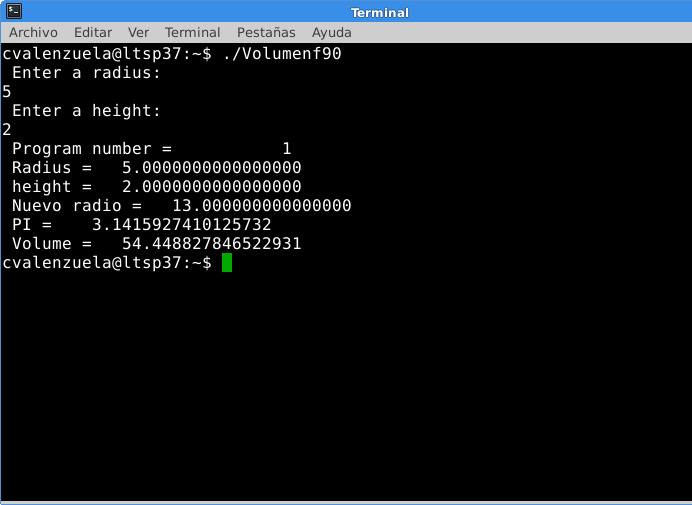 Terminal
Archivo Editar Ver Terminal Pestañas Ayuda
cvalenzuela@ltsp37:~$ ./Volumenf90
Enter a radius:
5
Enter a height:
2
Program number = 1
Radius = 5.0000000000000000
height = 2.0000000000000000
Nuevo radio = 13.000000000000000
PI = 3.1415927410125732
Volume = 54.448827846522931
cvalenzuela@ltsp37:~$